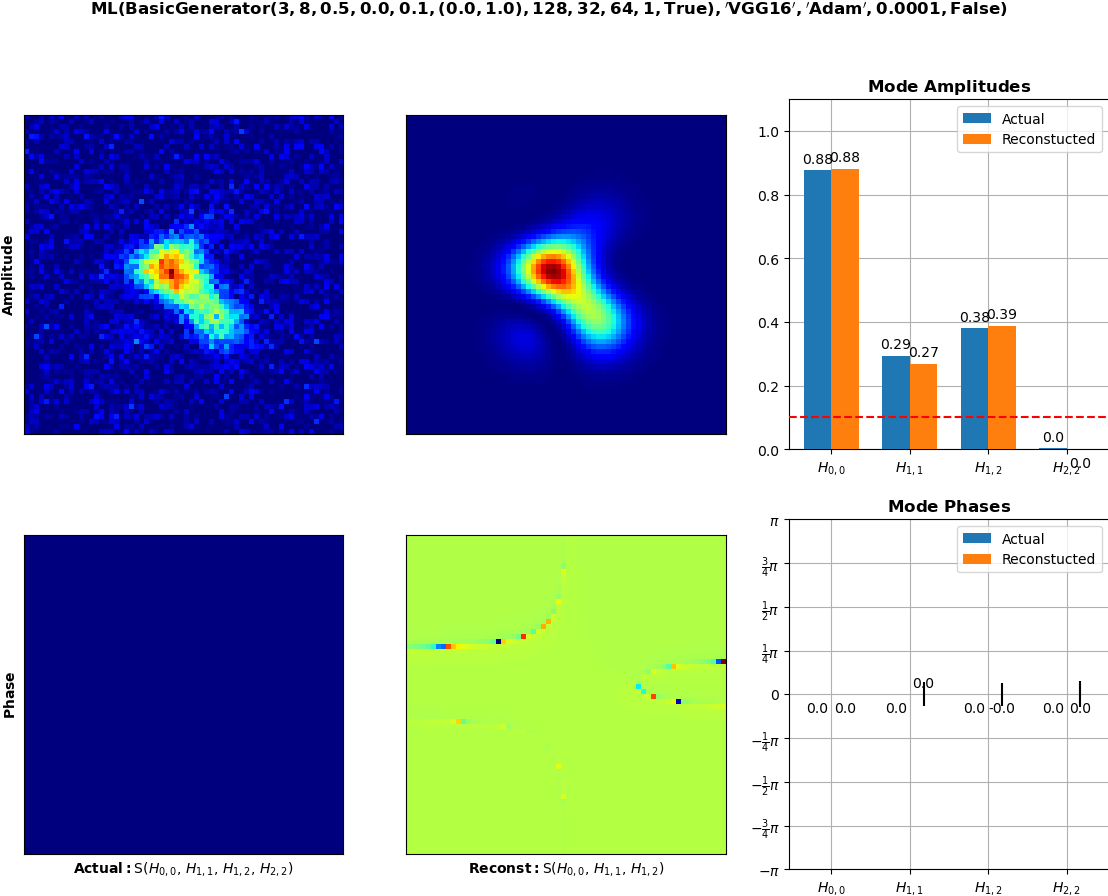 ML(BasicGenerator(3, 8, 0.5, 0.0, 0.1, (0.0, 1.0), 128, 32, 64, 1, True), ′VGG16′, ′Adam′, 0.0001, False)
Amplitude
Mode Amplitudes
Actual
Reconstucted
1.0
0.8
0.6
0.4
0.2
0.0
0.88 0.88
0.29 0.27
0.38 0.39
0.0 0.0
H0,0 H1,1 H1,2 H2,2
Phase
Mode Phases
Actual
Reconstucted
π
3/4π
1/2π
1/4π
0
−1/4π
−1/2π
−3/4π
−π
0.0 0.0 0.0 0.0 0.0 -0.0 0.0 0.0
H0,0 H1,1 H1,2 H2,2
Actual: S(H0,0, H1,1, H1,2, H2,2)
Reconst: S(H0,0, H1,1, H1,2)